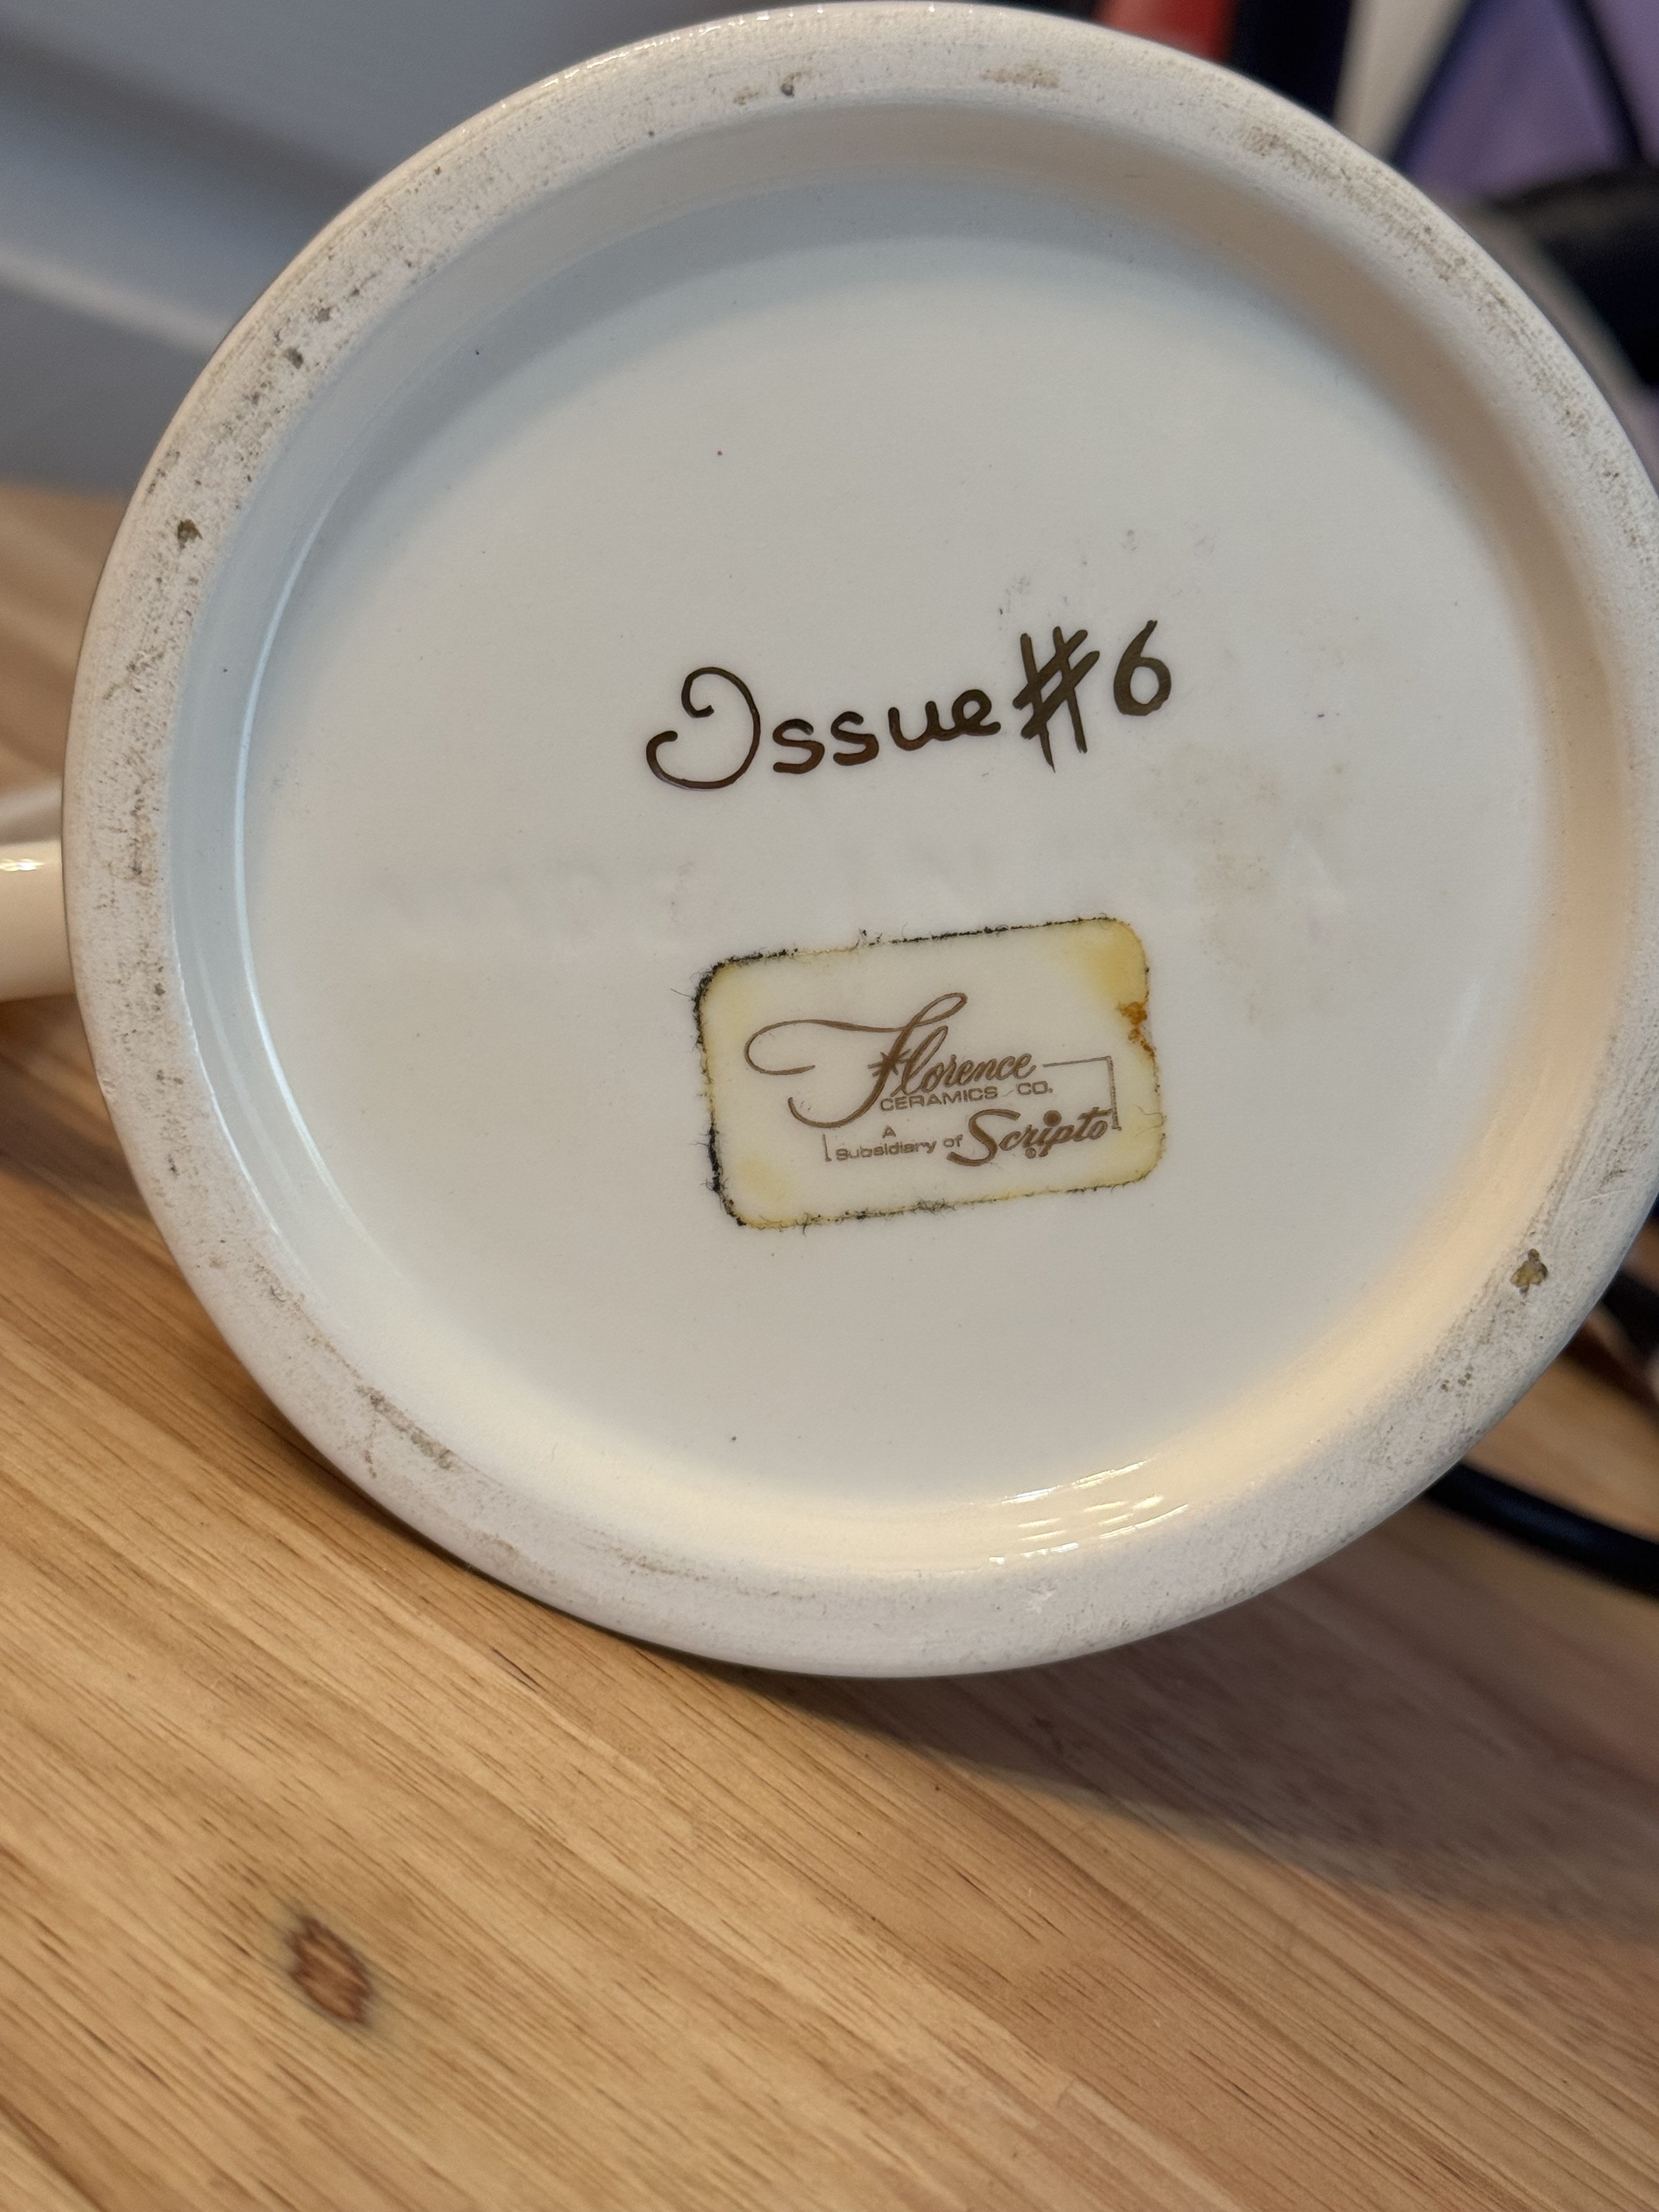 Issue #6
Florence
CERAMICS CO.
A
Subsidiary of Scripto